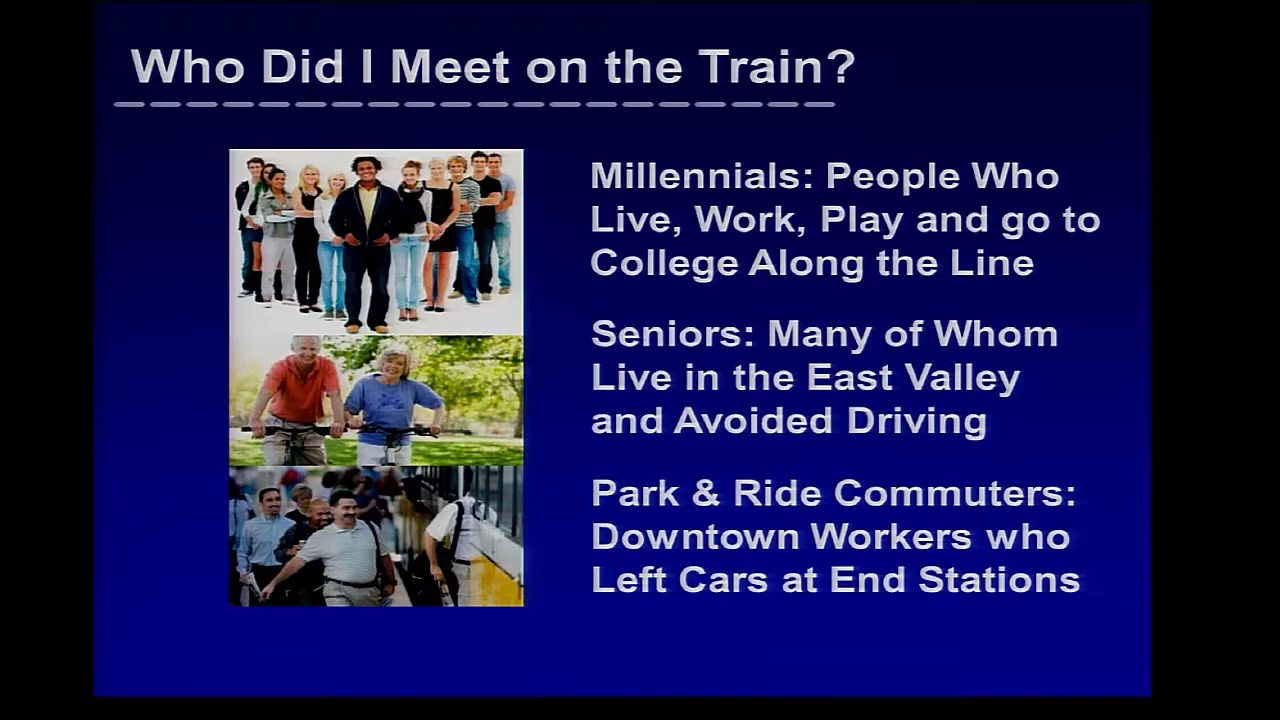 Who Did I Meet on the Train?
Millennials: People Who
Live, Work, Play and go to
College Along the Line
Seniors: Many of Whom
Live in the East Valley
and Avoided Driving
Park & Ride Commuters:
Downtown Workers who
Left Cars at End Stations